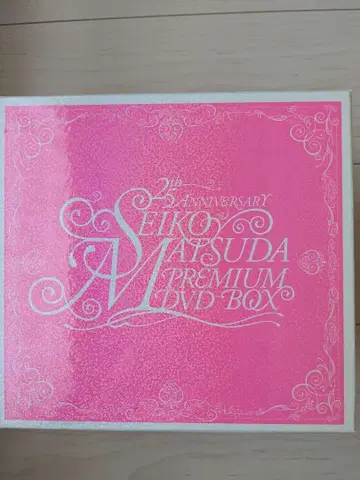 25th ANNIVERSARY
SEIKO
MATSUDA
PREMIUM
DVD BOX